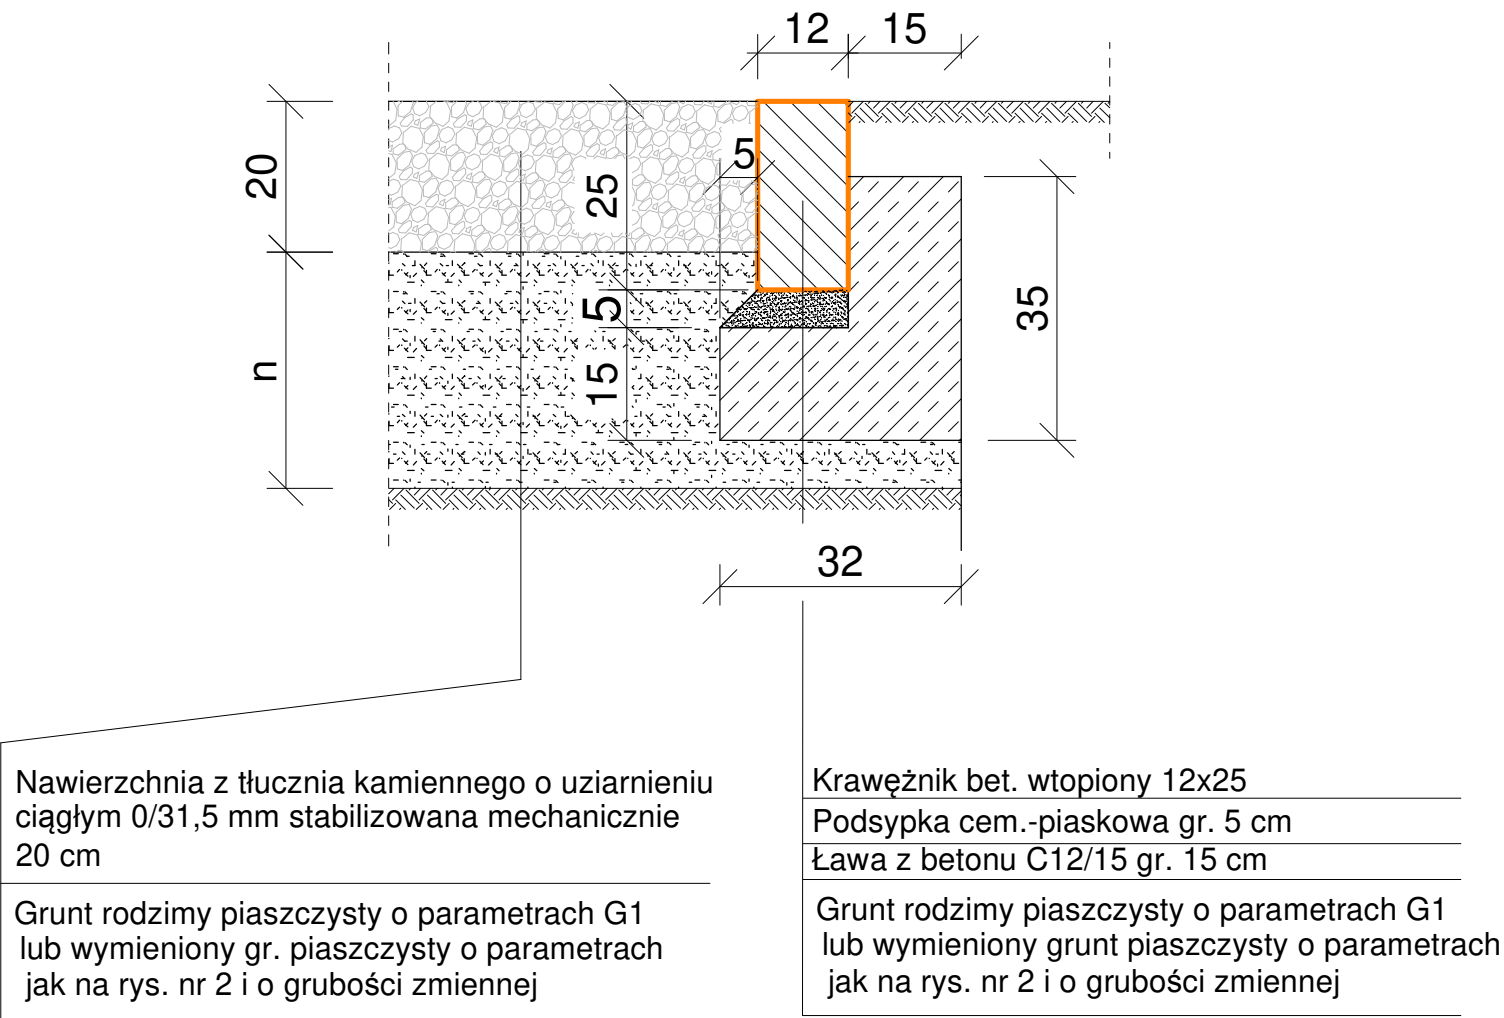 12
15
20
25
5
5
15
n
35
32
Nawierzchnia z tłucznia kamiennego o uziarnieniu
ciągłym 0/31,5 mm stabilizowana mechanicznie
20 cm
Grunt rodzimy piaszczysty o parametrach G1
lub wymieniony gr. piaszczysty o parametrach
jak na rys. nr 2 i o grubości zmiennej
Krawężnik bet. wtopiony 12x25
Podsypka cem.-piaskowa gr. 5 cm
Ława z betonu C12/15 gr. 15 cm
Grunt rodzimy piaszczysty o parametrach G1
lub wymieniony grunt piaszczysty o parametrach
jak na rys. nr 2 i o grubości zmiennej